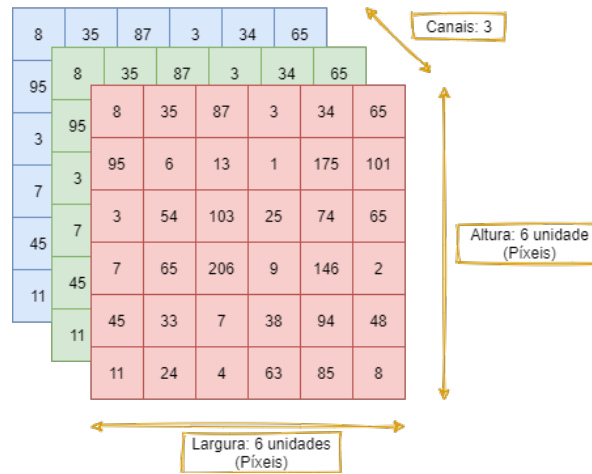 8 35 87 3 34 65
Canais: 3
95
8 35 87 3 34 65
3
95
8 35 87 3 34 65
7
3
95 6 13 1 175 101
45
7
3 54 103 25 74 65
11
45
7 65 206 9 146 2
11
45 33 7 38 94 48
11 24 4 63 85 8
Altura: 6 unidade
(Píxeis)
Largura: 6 unidades
(Píxeis)